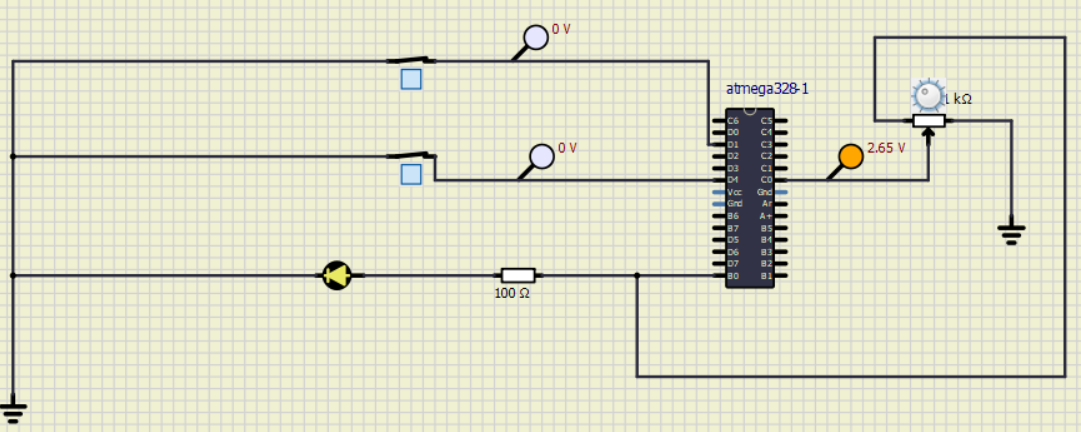 0 V
atmega328-1
1 kΩ
C6 C5
D0 C4
D1 C3
0 V
D2 C2
2.65 V
D3 C1
D4 C0
Vcc Gnd
Gnd Ar
B6 A+
B7 B5
D5 B4
D6 B3
D7 B2
B0 B1
100 Ω